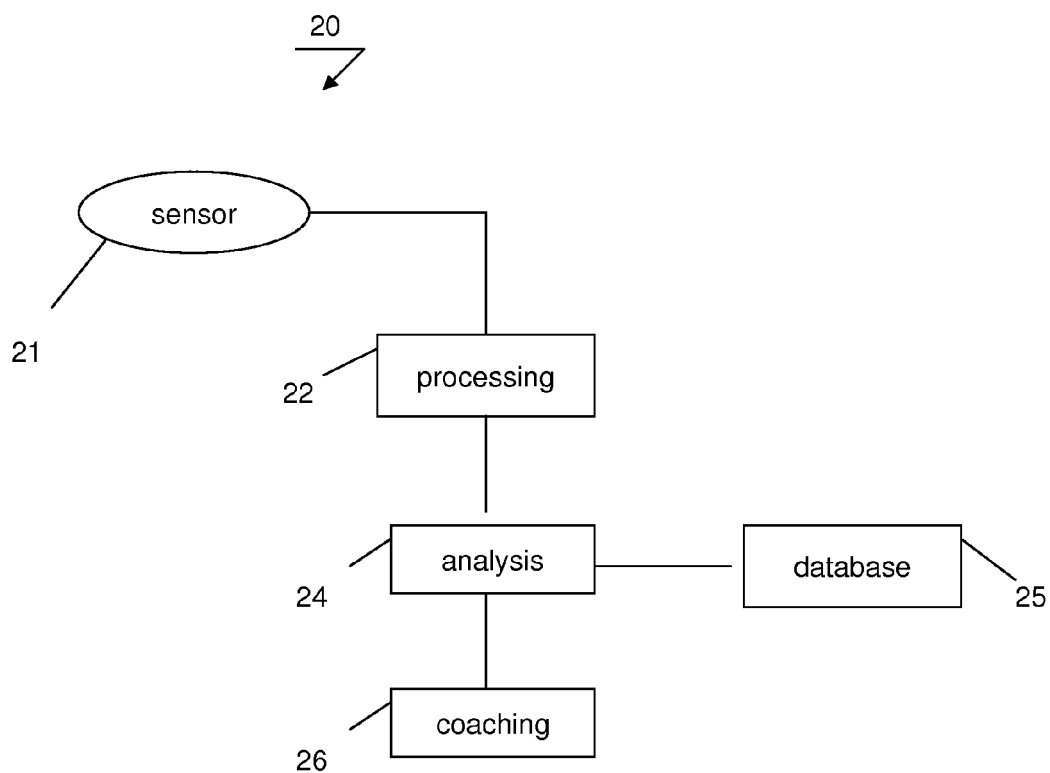 20
sensor
21
processing
22
analysis
database
24
25
coaching
26